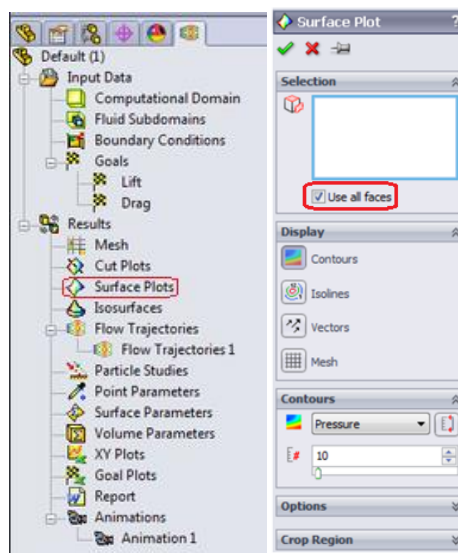 Default (1)
Input Data
Computational Domain
Fluid Subdomains
Boundary Conditions
Goals
Lift
Drag
Results
Mesh
Cut Plots
Surface Plots
Isosurfaces
Flow Trajectories
Flow Trajectories 1
Particle Studies
Point Parameters
Surface Parameters
Volume Parameters
XY Plots
Goal Plots
Report
Animations
Animation 1
Surface Plot ?
Selection
Use all faces
Display
Contours
Isolines
Vectors
Mesh
Contours
Pressure
10
Options
Crop Region